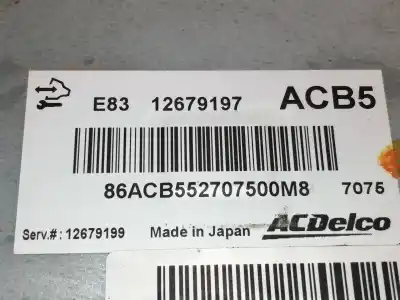 E83 12679197 ACB5
86ACB552707500M8 7075
Serv.#: 12679199 Made in Japan ACDelco